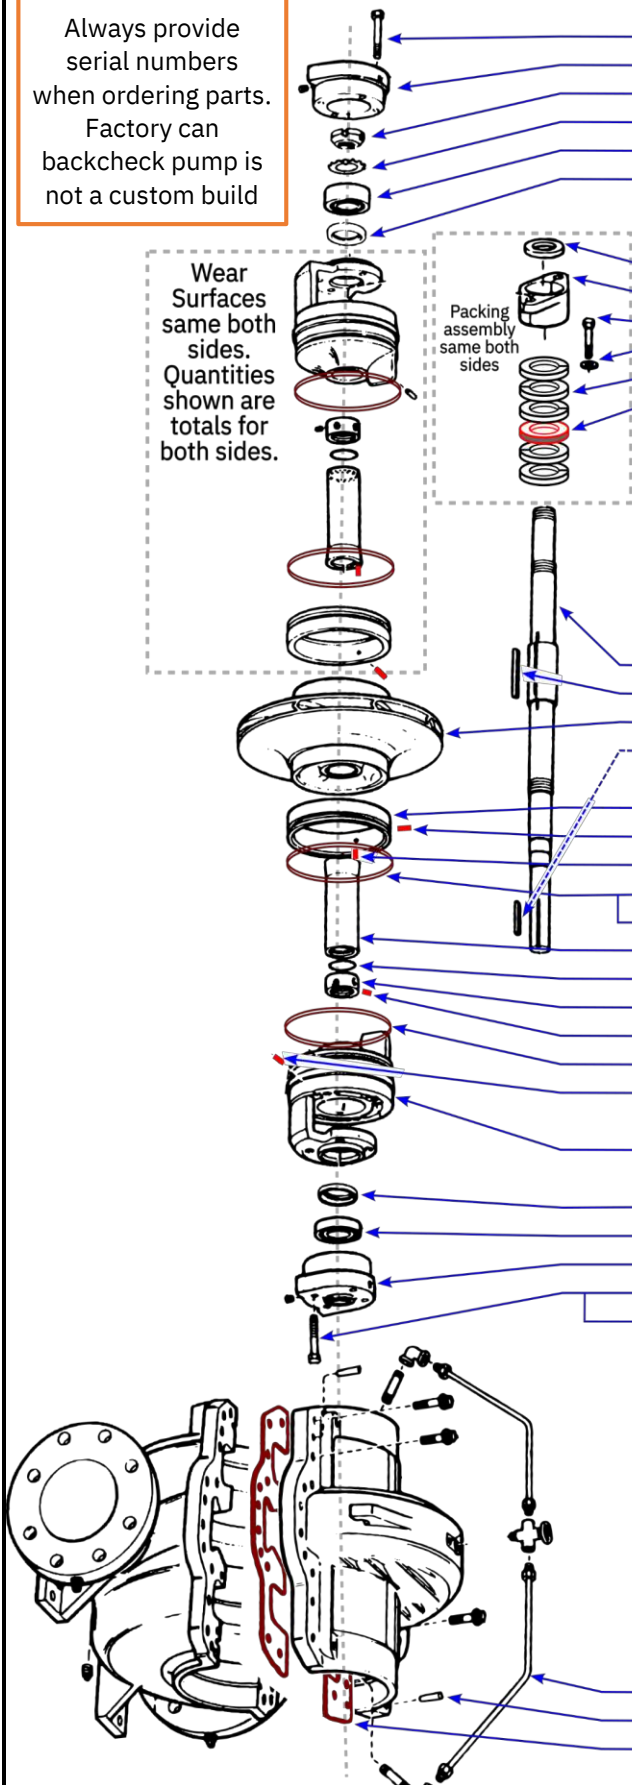 Always provide
serial numbers
when ordering parts.
Factory can
backcheck pump is
not a custom build
Wear
Surfaces
same both
sides.
Quantities
shown are
totals for
both sides.
Packing
assembly
same both
sides